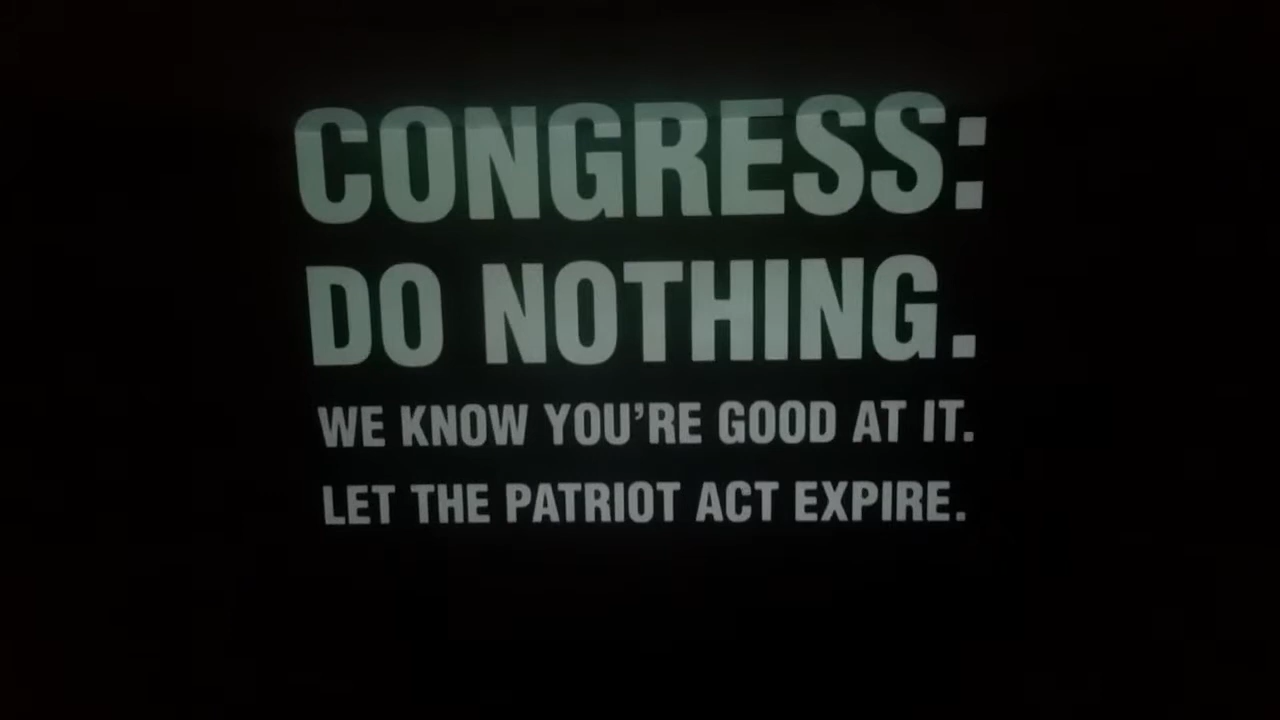 CONGRESS:
DO NOTHING.
WE KNOW YOU'RE GOOD AT IT.
LET THE PATRIOT ACT EXPIRE.